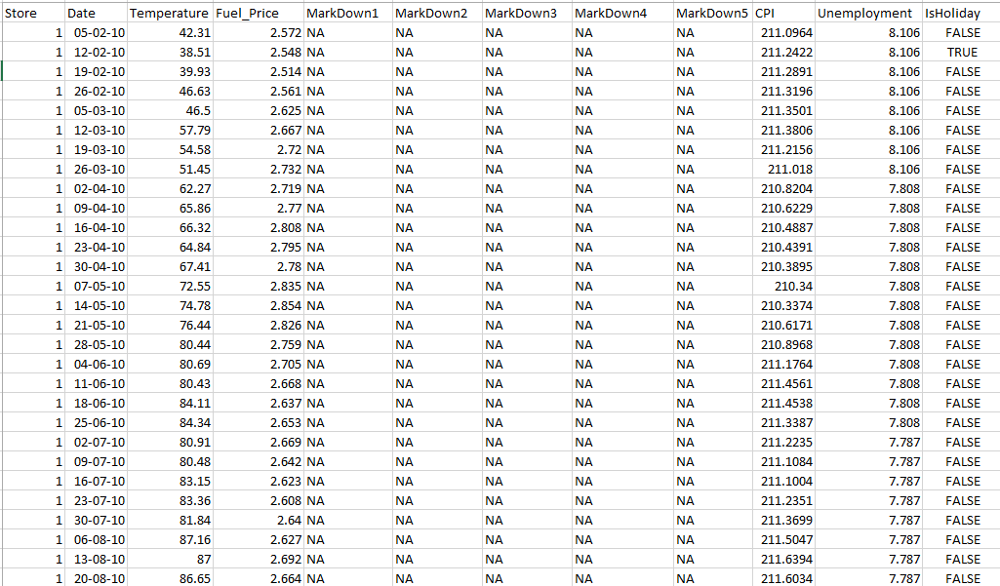 Store Date Temperature Fuel_Price MarkDown1 MarkDown2 MarkDown3 MarkDown4 MarkDown5 CPI Unemployment IsHoliday
1 05-02-10 42.31 2.572 NA NA NA NA NA 211.0964 8.106 FALSE
1 12-02-10 38.51 2.548 NA NA NA NA NA 211.2422 8.106 TRUE
1 19-02-10 39.93 2.514 NA NA NA NA NA 211.2891 8.106 FALSE
1 26-02-10 46.63 2.561 NA NA NA NA NA 211.3196 8.106 FALSE
1 05-03-10 46.5 2.625 NA NA NA NA NA 211.3501 8.106 FALSE
1 12-03-10 57.79 2.667 NA NA NA NA NA 211.3806 8.106 FALSE
1 19-03-10 54.58 2.72 NA NA NA NA NA 211.2156 8.106 FALSE
1 26-03-10 51.45 2.732 NA NA NA NA NA 211.018 8.106 FALSE
1 02-04-10 62.27 2.719 NA NA NA NA NA 210.8204 7.808 FALSE
1 09-04-10 65.86 2.77 NA NA NA NA NA 210.6229 7.808 FALSE
1 16-04-10 66.32 2.808 NA NA NA NA NA 210.4887 7.808 FALSE
1 23-04-10 64.84 2.795 NA NA NA NA NA 210.4391 7.808 FALSE
1 30-04-10 67.41 2.78 NA NA NA NA NA 210.3895 7.808 FALSE
1 07-05-10 72.55 2.835 NA NA NA NA NA 210.34 7.808 FALSE
1 14-05-10 74.78 2.854 NA NA NA NA NA 210.3374 7.808 FALSE
1 21-05-10 76.44 2.826 NA NA NA NA NA 210.6171 7.808 FALSE
1 28-05-10 80.44 2.759 NA NA NA NA NA 210.8968 7.808 FALSE
1 04-06-10 80.69 2.705 NA NA NA NA NA 211.1764 7.808 FALSE
1 11-06-10 80.43 2.668 NA NA NA NA NA 211.4561 7.808 FALSE
1 18-06-10 84.11 2.637 NA NA NA NA NA 211.4538 7.808 FALSE
1 25-06-10 84.34 2.653 NA NA NA NA NA 211.3387 7.808 FALSE
1 02-07-10 80.91 2.669 NA NA NA NA NA 211.2235 7.787 FALSE
1 09-07-10 80.48 2.642 NA NA NA NA NA 211.1084 7.787 FALSE
1 16-07-10 83.15 2.623 NA NA NA NA NA 211.1004 7.787 FALSE
1 23-07-10 83.36 2.608 NA NA NA NA NA 211.2351 7.787 FALSE
1 30-07-10 81.84 2.64 NA NA NA NA NA 211.3699 7.787 FALSE
1 06-08-10 87.16 2.627 NA NA NA NA NA 211.5047 7.787 FALSE
1 13-08-10 87 2.692 NA NA NA NA NA 211.6394 7.787 FALSE
1 20-08-10 86.65 2.664 NA NA NA NA NA 211.6034 7.787 FALSE